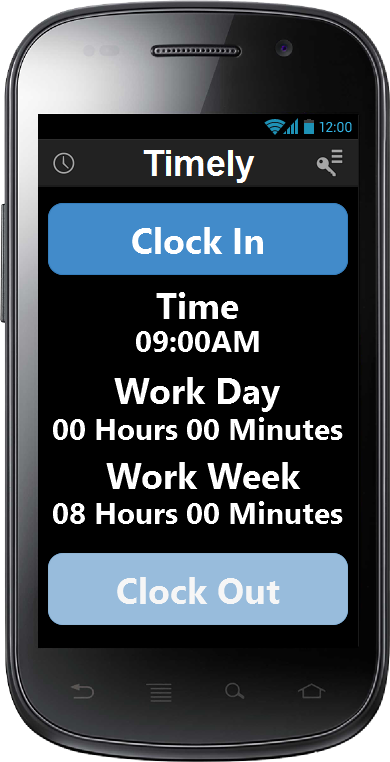 12:00
Timely
Clock In
Time
09:00AM
Work Day
00 Hours 00 Minutes
Work Week
08 Hours 00 Minutes
Clock Out